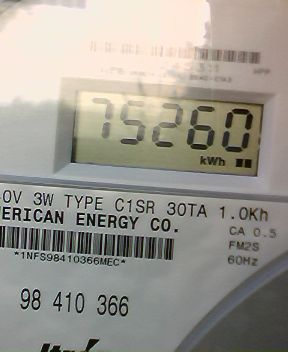 75260
kWh
0V 3W TYPE C1SR 30TA 1.0Kh
ERICAN ENERGY CO.
CA 0.5
FM2S
60Hz
*1NFS98410366MEC*
98 410 366